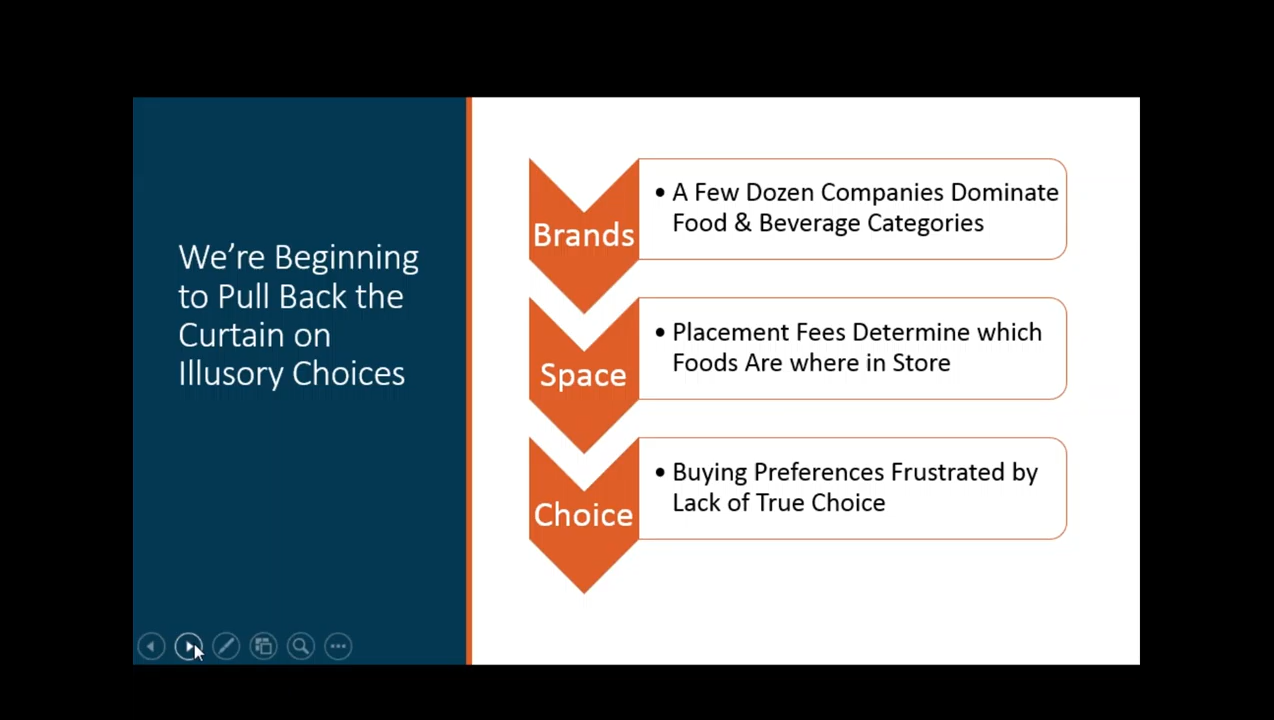 We’re Beginning
to Pull Back the
Curtain on
Illusory Choices
Brands
• A Few Dozen Companies Dominate
Food & Beverage Categories
Space
• Placement Fees Determine which
Foods Are where in Store
Choice
• Buying Preferences Frustrated by
Lack of True Choice